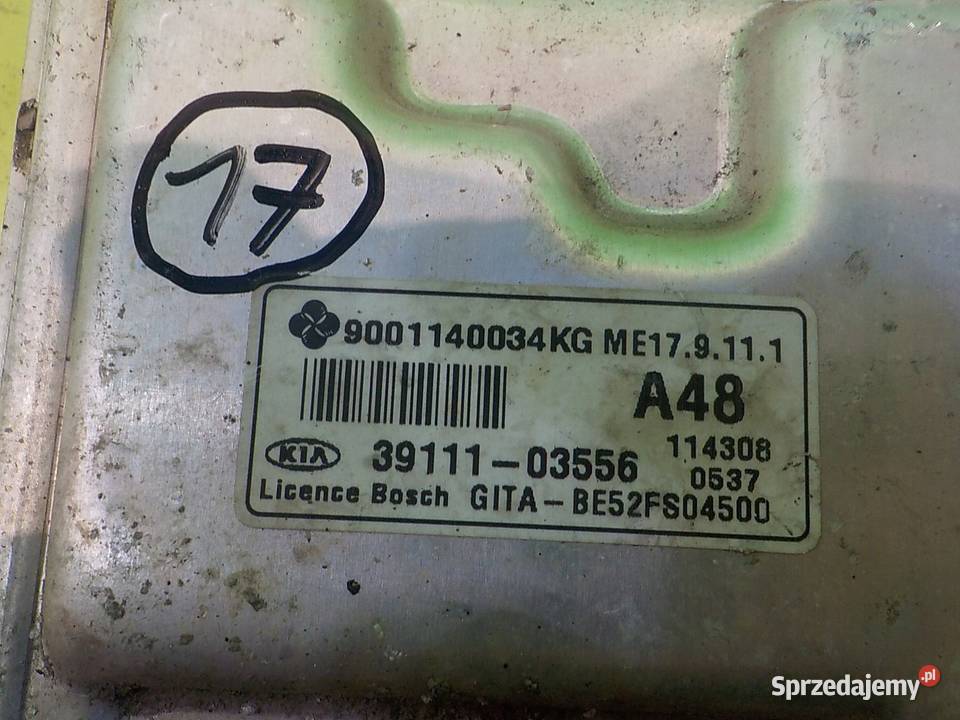 17
9001140034KG ME17.9.11.1
A48
KIA 39111-03556 114308
0537
Licence Bosch GITA-BE52FS04500
Sprzedajemy.pl